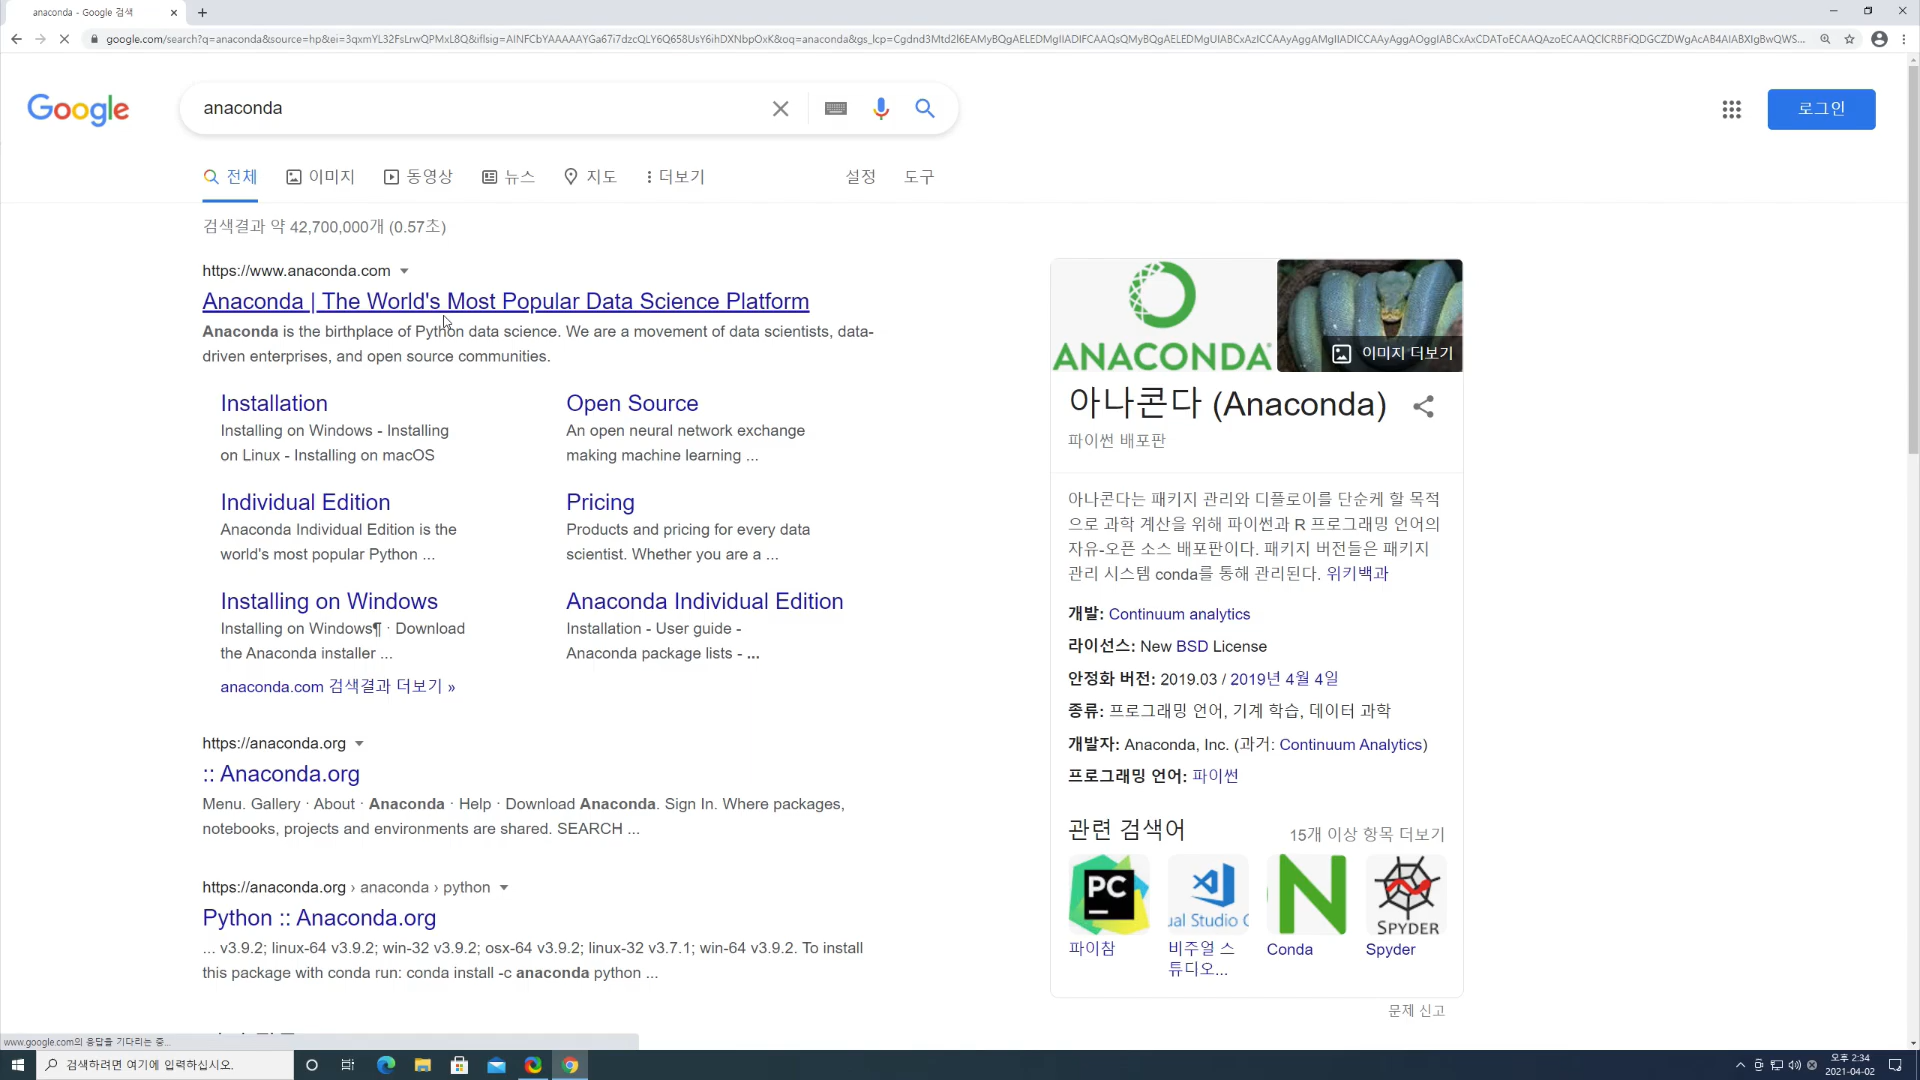 anaconda - Google 검색
Google
anaconda
로그인
전체 이미지 동영상 뉴스 지도 더보기 설정 도구
검색결과 약 42,700,000개 (0.57초)
https://www.anaconda.com
Anaconda | The World's Most Popular Data Science Platform
Anaconda is the birthplace of Python data science. We are a movement of data scientists, data-
driven enterprises, and open source communities.
Installation
Installing on Windows - Installing
on Linux - Installing on macOS
Open Source
An open neural network exchange
making machine learning ...
Individual Edition
Anaconda Individual Edition is the
world's most popular Python ...
Pricing
Products and pricing for every data
scientist. Whether you are a ...
Installing on Windows
Installing on Windows¶ · Download
the Anaconda installer ...
Anaconda Individual Edition
Installation - User guide -
Anaconda package lists - ...
anaconda.com 검색결과 더보기 »
https://anaconda.org
:: Anaconda.org
Menu. Gallery · About · Anaconda · Help · Download Anaconda. Sign In. Where packages,
notebooks, projects and environments are shared. SEARCH ...
https://anaconda.org › anaconda › python
Python :: Anaconda.org
... v3.9.2; linux-64 v3.9.2; win-32 v3.9.2; osx-64 v3.9.2; linux-32 v3.7.1; win-64 v3.9.2. To install
this package with conda run: conda install -c anaconda python ...
ANACONDA
이미지 더보기
아나콘다 (Anaconda)
파이썬 배포판
아나콘다는 패키지 관리와 디플로이를 단순케 할 목적
으로 과학 계산을 위해 파이썬과 R 프로그래밍 언어의
자유-오픈 소스 배포판이다. 패키지 버전들은 패키지
관리 시스템 conda를 통해 관리된다. 위키백과
개발: Continuum analytics
라이선스: New BSD License
안정화 버전: 2019.03 / 2019년 4월 4일
종류: 프로그래밍 언어, 기계 학습, 데이터 과학
개발자: Anaconda, Inc. (과거: Continuum Analytics)
프로그래밍 언어: 파이썬
관련 검색어
15개 이상 항목 더보기
PC
ual Studio C
SPYDER
파이참
비주얼 스
튜디오...
Conda
Spyder
문제 신고
www.google.com의 응답을 기다리는 중...
검색하려면 여기에 입력하십시오.
오후 2:34
2021-04-02